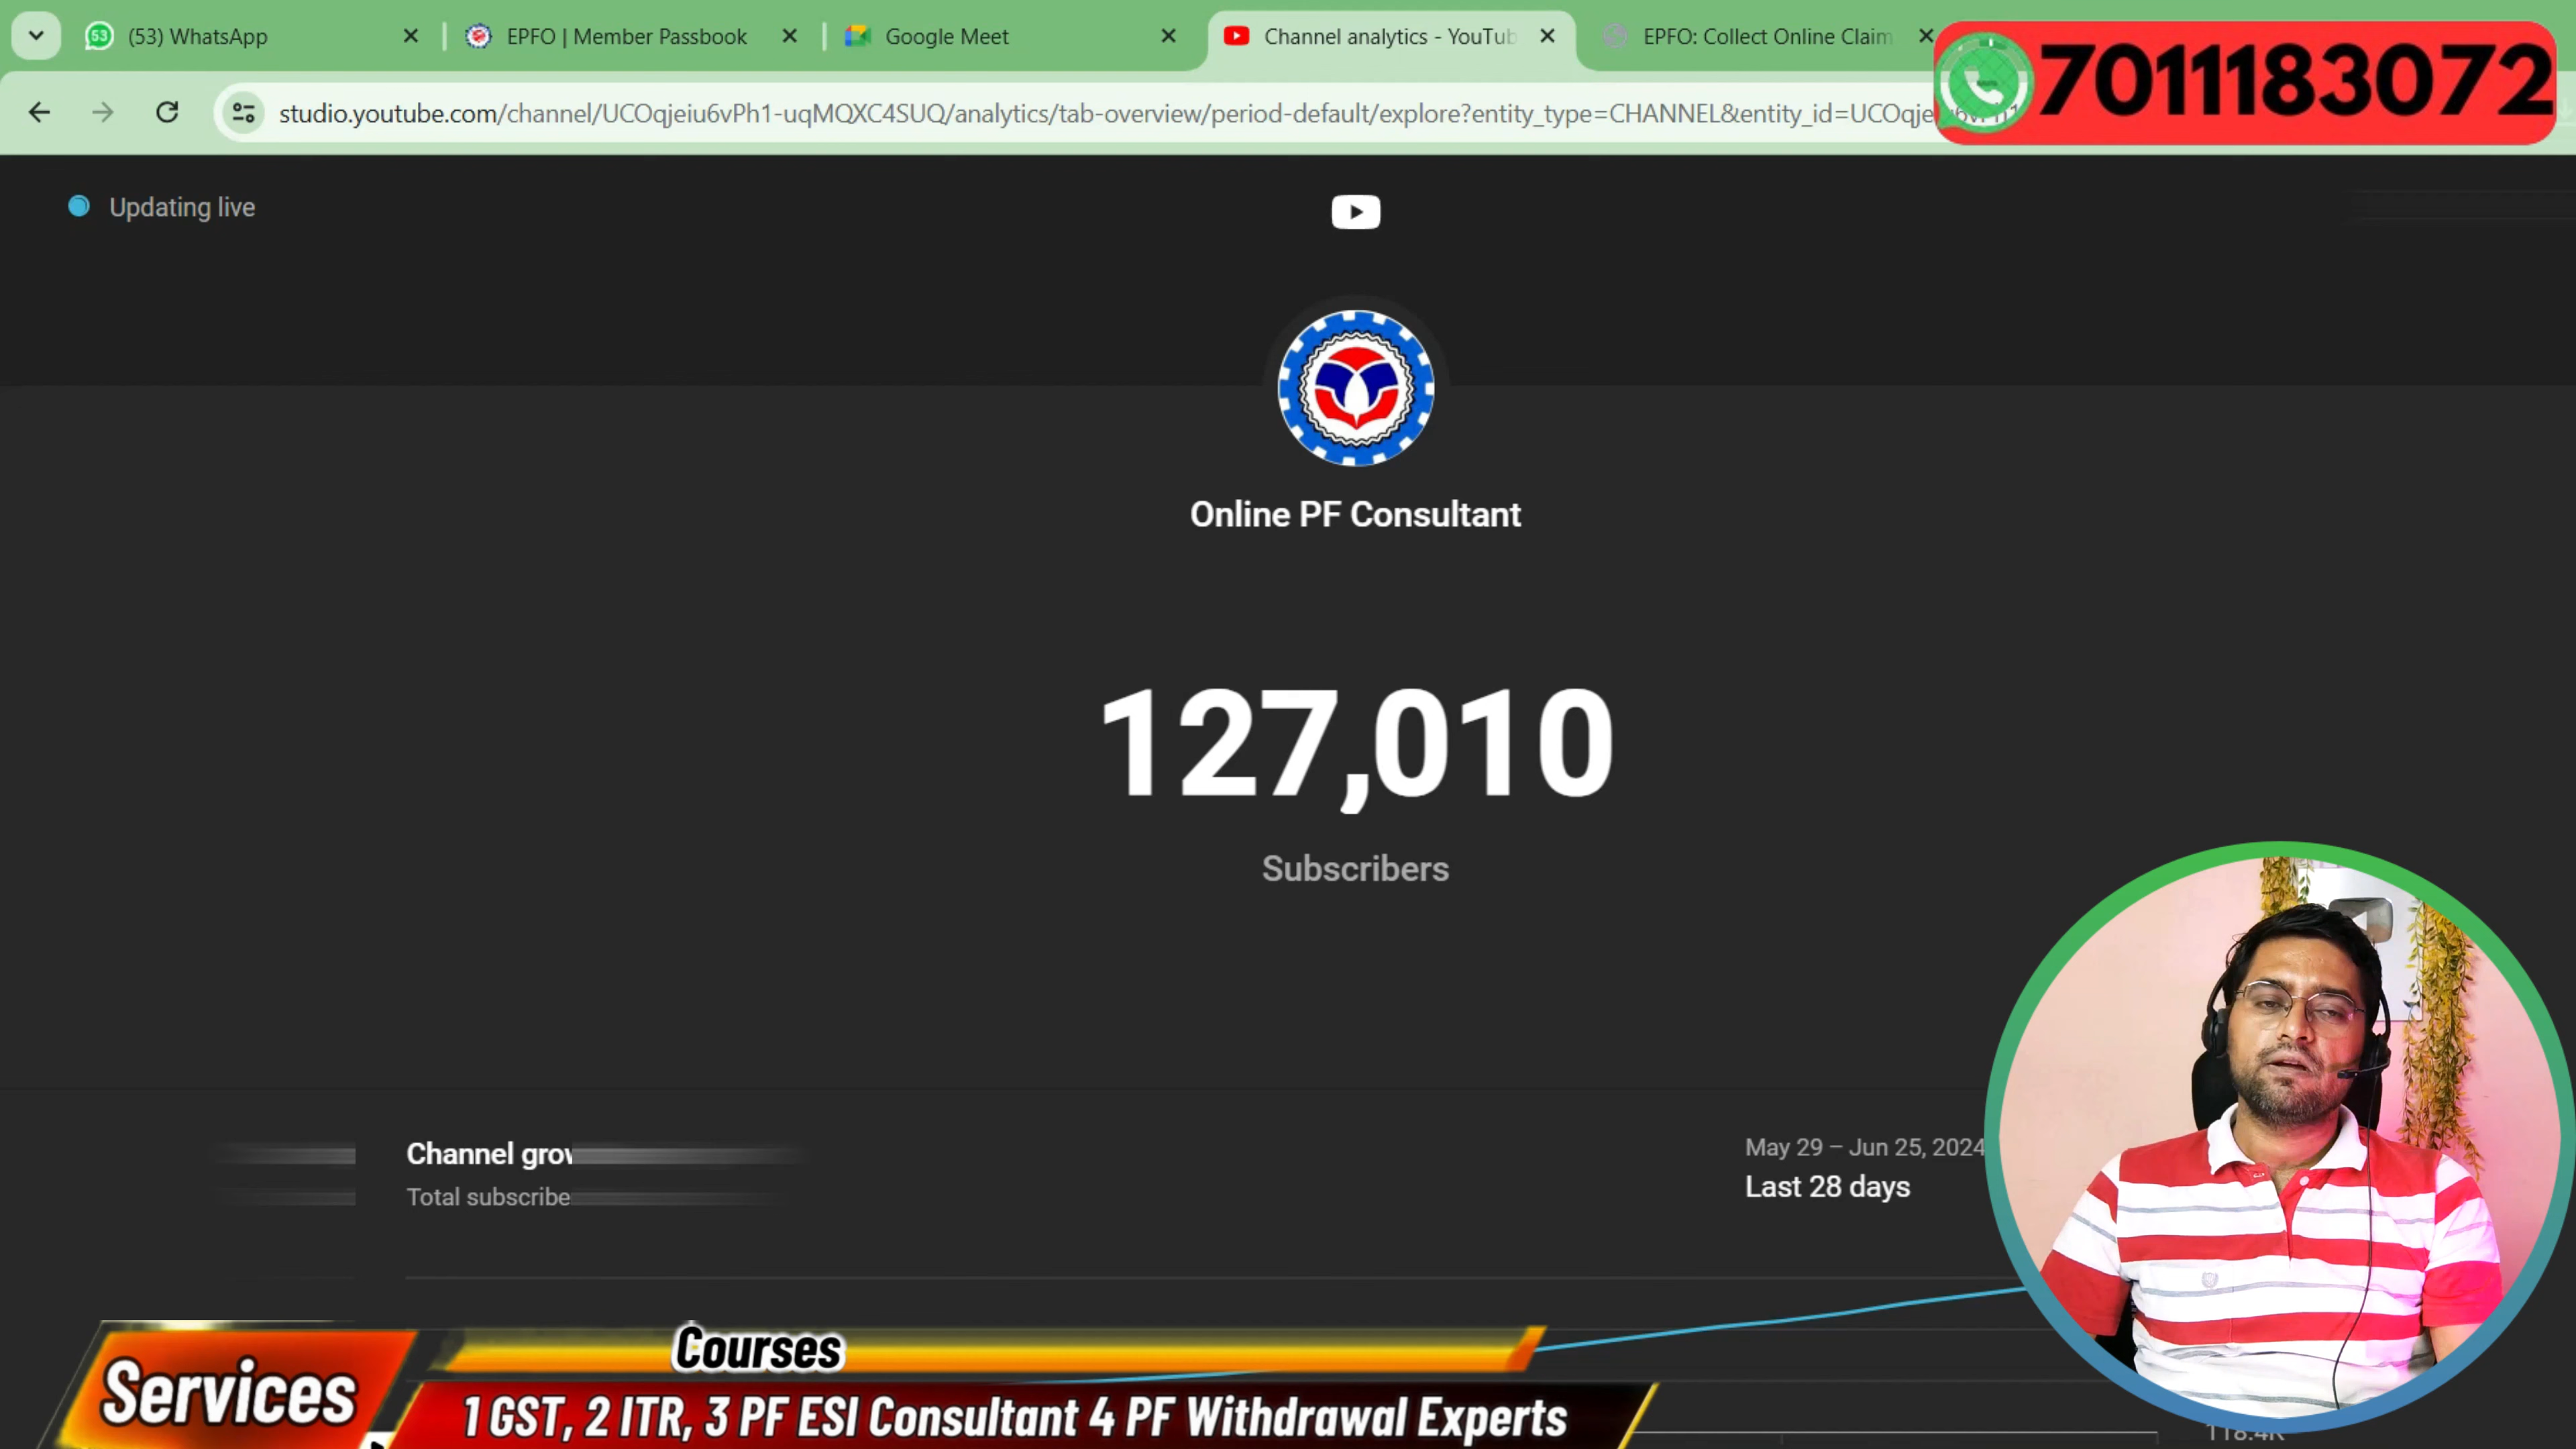 (53) WhatsApp
EPFO | Member Passbook
Google Meet
Channel analytics - YouTub
EPFO: Collect Online Claim
7011183072
studio.youtube.com/channel/UCOqjeiu6vPh1-uqMQXC4SUQ/analytics/tab-overview/period-default/explore?entity_type=CHANNEL&entity_id=UCOqje
Updating live
Online PF Consultant
127,010
Subscribers
Channel grow
Total subscribe
May 29 – Jun 25, 2024
Last 28 days
Courses
Services
1 GST, 2 ITR, 3 PF ESI Consultant 4 PF Withdrawal Experts
118.4K